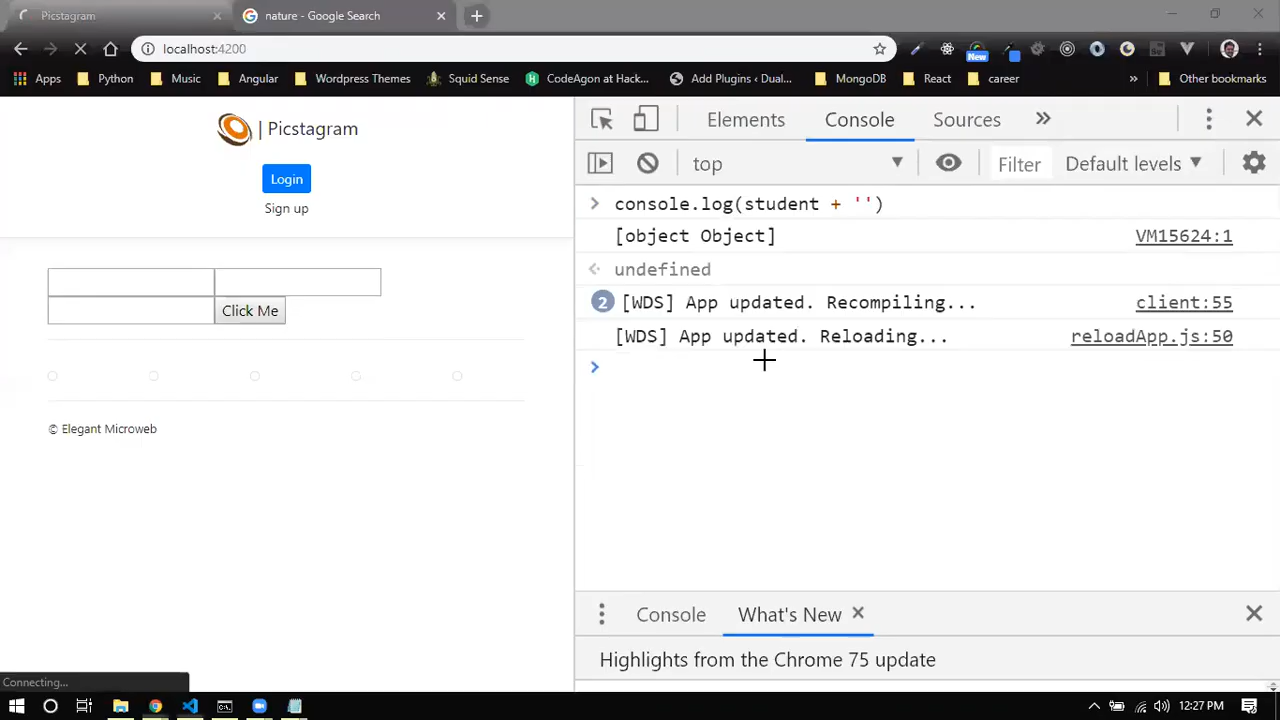 Picstagram
nature - Google Search
localhost:4200
New
Apps
Python
Music
Angular
Wordpress Themes
Squid Sense
CodeAgon at Hack...
Add Plugins ‹ Dual...
MongoDB
React
career
»
Other bookmarks
| Picstagram
Login
Sign up
Click Me
© Elegant Microweb
Connecting...
Elements
Console
Sources
»
top
Filter
Default levels
console.log(student + '')
[object Object]
VM15624:1
undefined
2 [WDS] App updated. Recompiling...
client:55
[WDS] App updated. Reloading...
reloadApp.js:50
Console
What's New
Highlights from the Chrome 75 update
12:27 PM